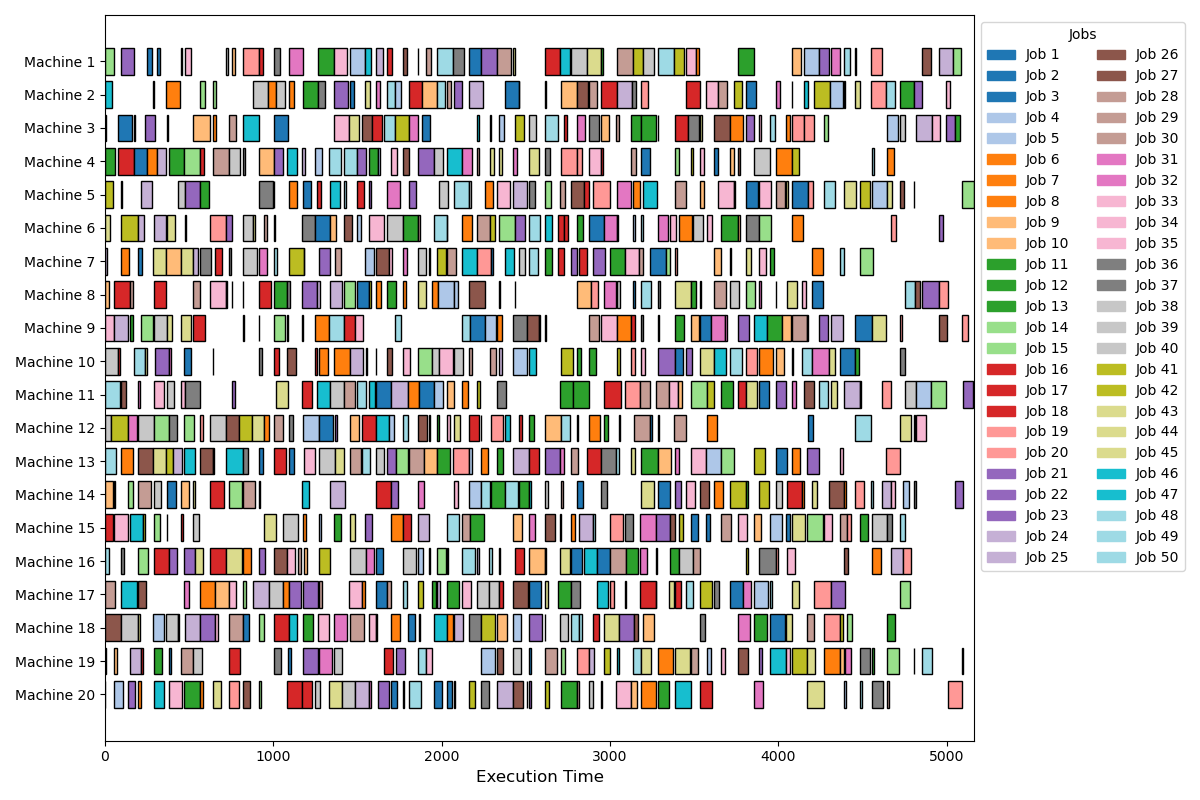 Machine 1
Machine 2
Machine 3
Machine 4
Machine 5
Machine 6
Machine 7
Machine 8
Machine 9
Machine 10
Machine 11
Machine 12
Machine 13
Machine 14
Machine 15
Machine 16
Machine 17
Machine 18
Machine 19
Machine 20
0 1000 2000 3000 4000 5000
Execution Time
Jobs
Job 1
Job 2
Job 3
Job 4
Job 5
Job 6
Job 7
Job 8
Job 9
Job 10
Job 11
Job 12
Job 13
Job 14
Job 15
Job 16
Job 17
Job 18
Job 19
Job 20
Job 21
Job 22
Job 23
Job 24
Job 25
Job 26
Job 27
Job 28
Job 29
Job 30
Job 31
Job 32
Job 33
Job 34
Job 35
Job 36
Job 37
Job 38
Job 39
Job 40
Job 41
Job 42
Job 43
Job 44
Job 45
Job 46
Job 47
Job 48
Job 49
Job 50